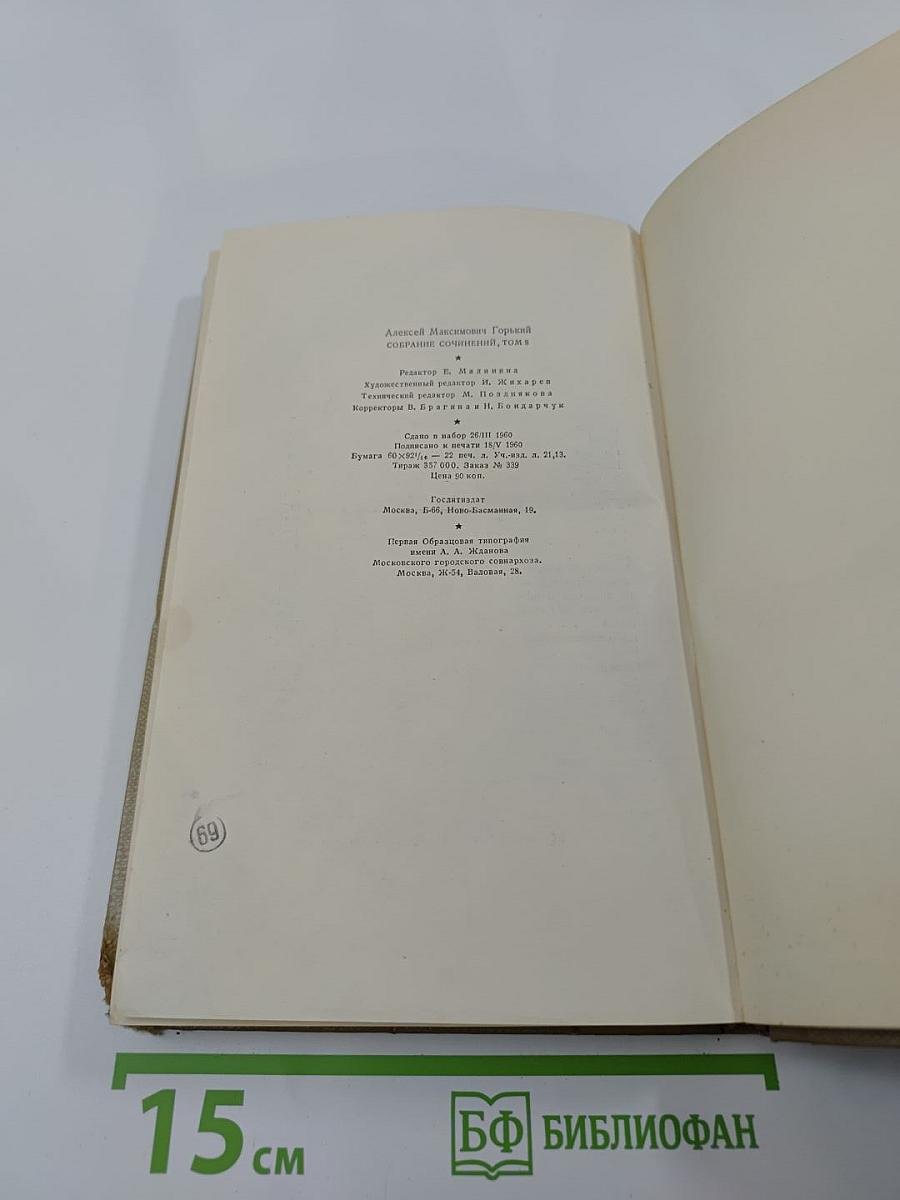 Алексей Максимович Горький
СОБРАНИЕ СОЧИНЕНИЙ, ТОМ 8
★
Редактор Е. Малинина
Художественный редактор И. Жихарев
Технический редактор М. Позднякова
Корректоры В. Брагина и Н. Бондарчук
★
Сдано в набор 26/III 1960
Подписано к печати 18/V 1960
Бумага 60×92¹/₁₆ — 22 печ. л. Уч.-изд. л. 21,13.
Тираж 357 000. Заказ № 339
Цена 90 коп.
Гослитиздат
Москва, Б-66, Ново-Басманная, 19.
★
Первая Образцовая типография
имени А. А. Жданова
Московского городского совнархоза.
Москва, Ж-54, Валовая, 28.
69
15 см
БФ БИБЛИОФАН